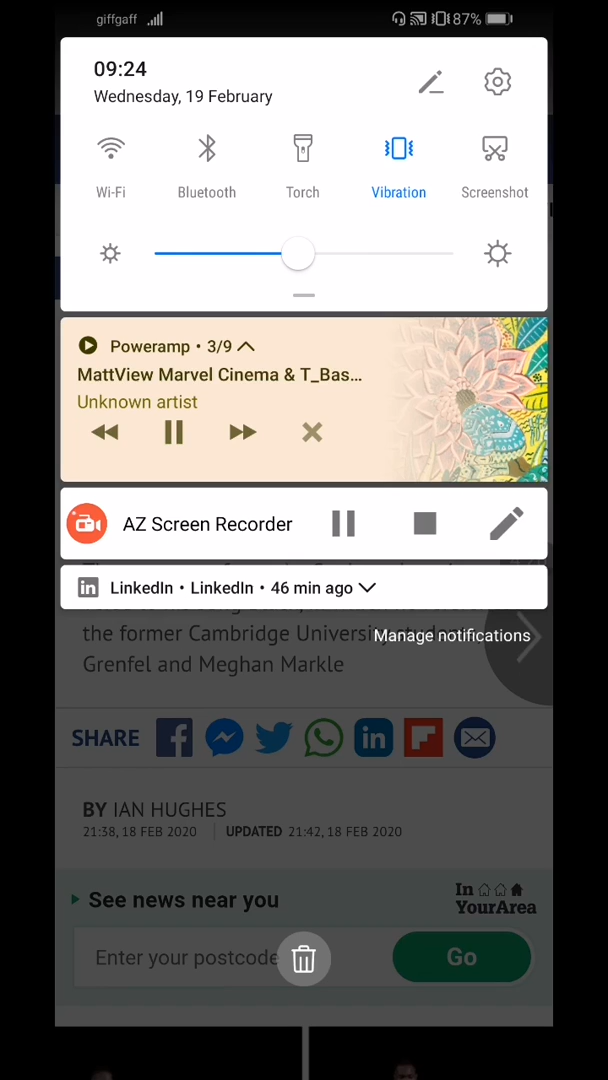 giffgaff
87%
09:24
Wednesday, 19 February
Wi-Fi
Bluetooth
Torch
Vibration
Screenshot
Poweramp • 3/9
MattView Marvel Cinema & T_Bas...
Unknown artist
AZ Screen Recorder
in LinkedIn • LinkedIn • 46 min ago
Manage notifications
the former Cambridge University
Grenfel and Meghan Markle
SHARE
BY IAN HUGHES
21:38, 18 FEB 2020 UPDATED 21:42, 18 FEB 2020
See news near you
In
YourArea
Enter your postcode
Go